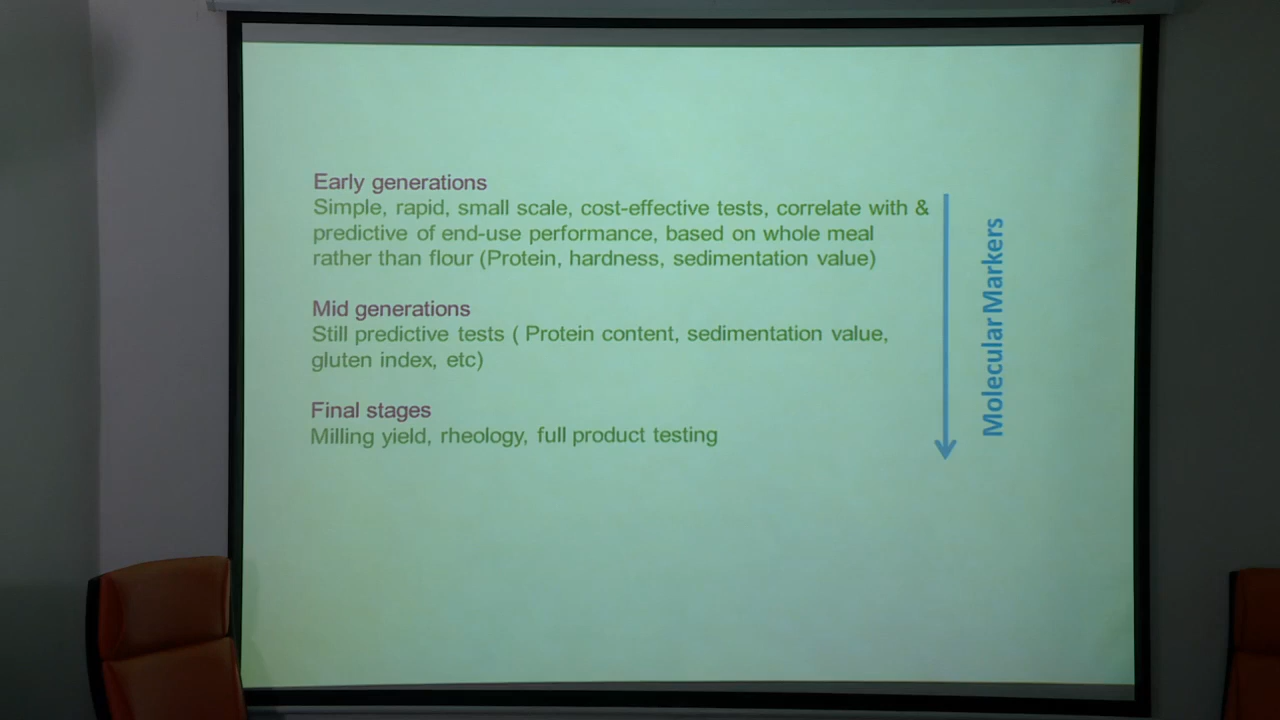 Early generations
Simple, rapid, small scale, cost-effective tests, correlate with &
predictive of end-use performance, based on whole meal
rather than flour (Protein, hardness, sedimentation value)
Mid generations
Still predictive tests ( Protein content, sedimentation value,
gluten index, etc)
Final stages
Milling yield, rheology, full product testing
Molecular Markers